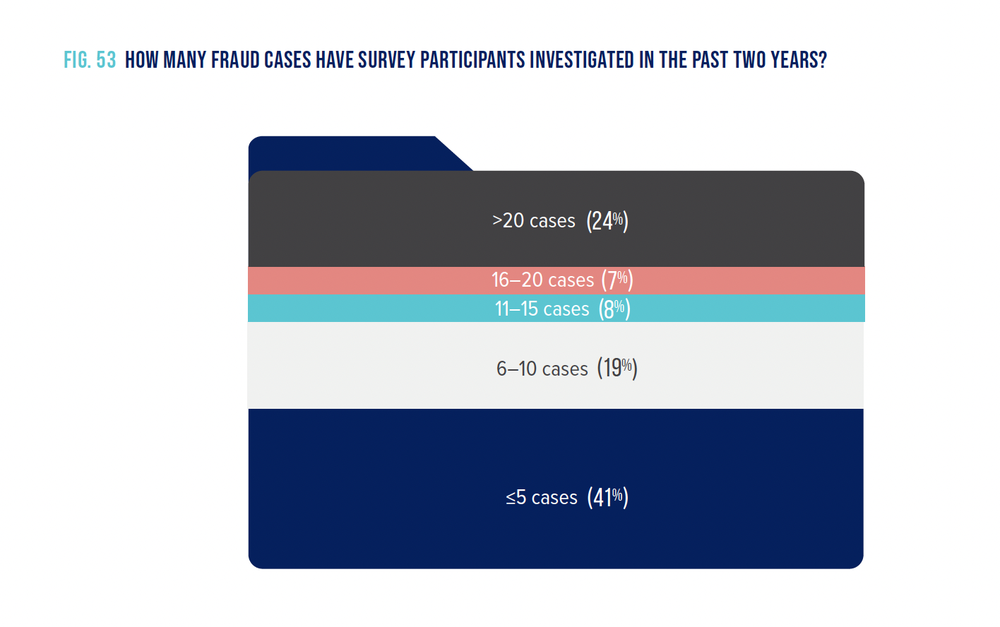 FIG. 53 HOW MANY FRAUD CASES HAVE SURVEY PARTICIPANTS INVESTIGATED IN THE PAST TWO YEARS?
>20 cases (24%)
16–20 cases (7%)
11–15 cases (8%)
6–10 cases (19%)
≤5 cases (41%)